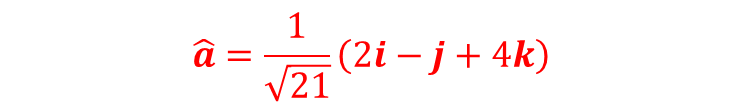 â = 1/√21 (2i − j + 4k)